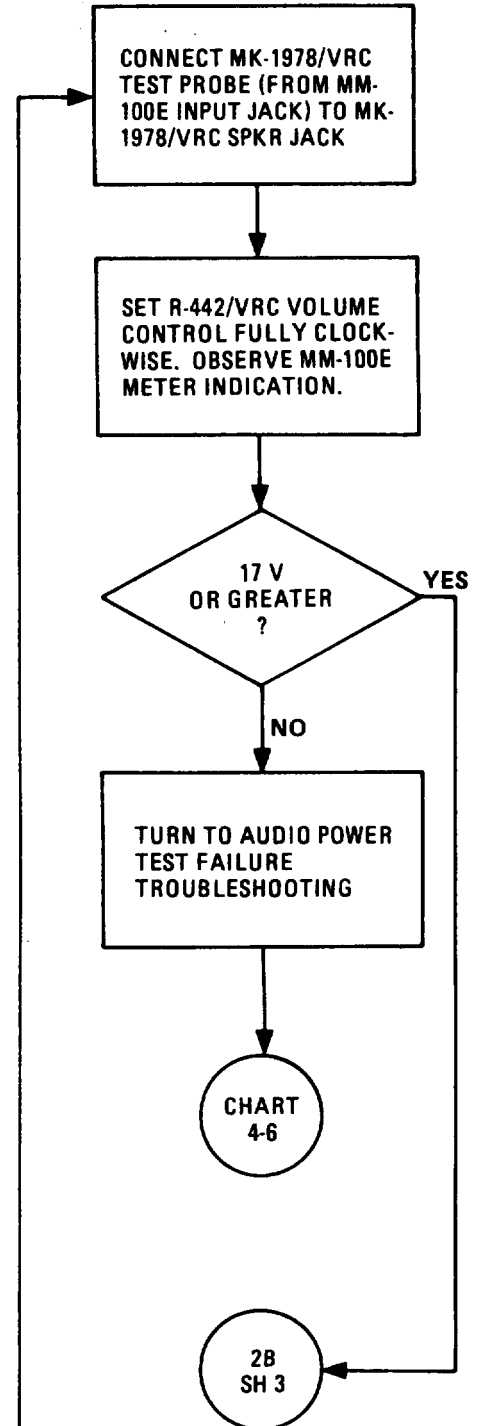 CONNECT MK-1978/VRC
TEST PROBE (FROM MM-
100E INPUT JACK) TO MK-
1978/VRC SPKR JACK
SET R-442/VRC VOLUME
CONTROL FULLY CLOCK-
WISE. OBSERVE MM-100E
METER INDICATION.
17 V
OR GREATER
?
YES
NO
TURN TO AUDIO POWER
TEST FAILURE
TROUBLESHOOTING
CHART
4-6
2B
SH 3